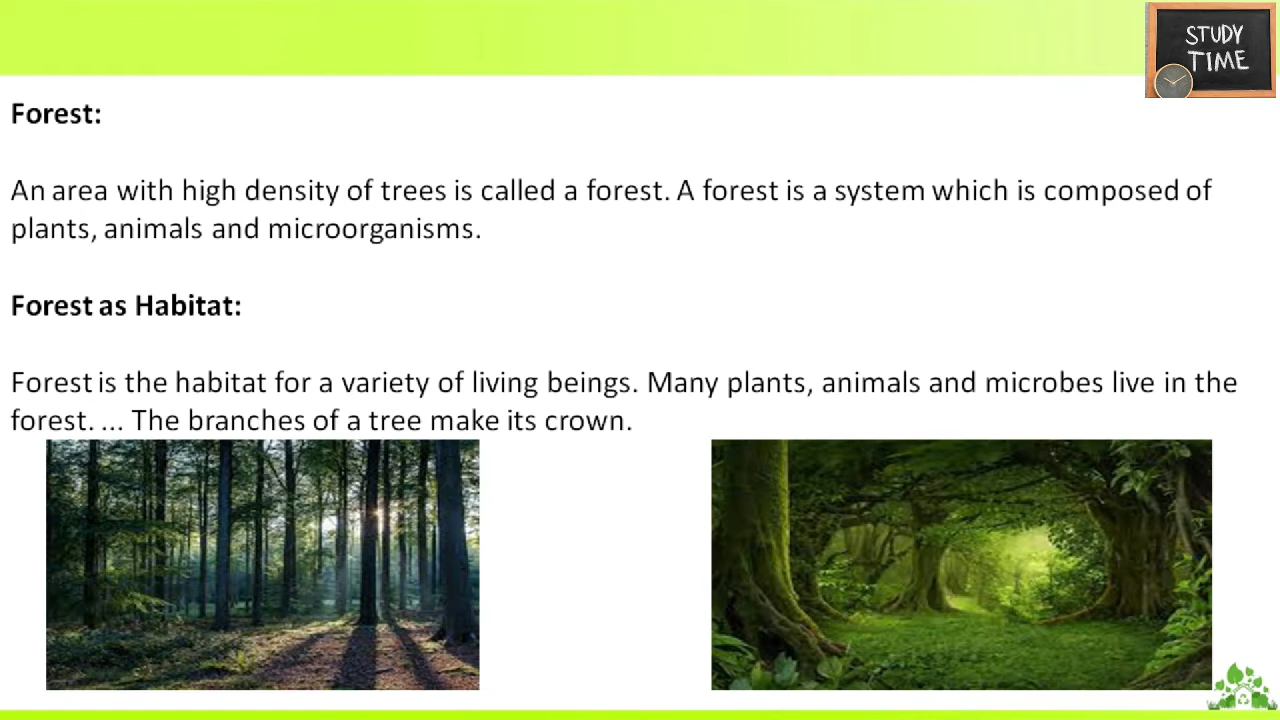 STUDY
TIME
Forest:
An area with high density of trees is called a forest. A forest is a system which is composed of
plants, animals and microorganisms.
Forest as Habitat:
Forest is the habitat for a variety of living beings. Many plants, animals and microbes live in the
forest. ... The branches of a tree make its crown.